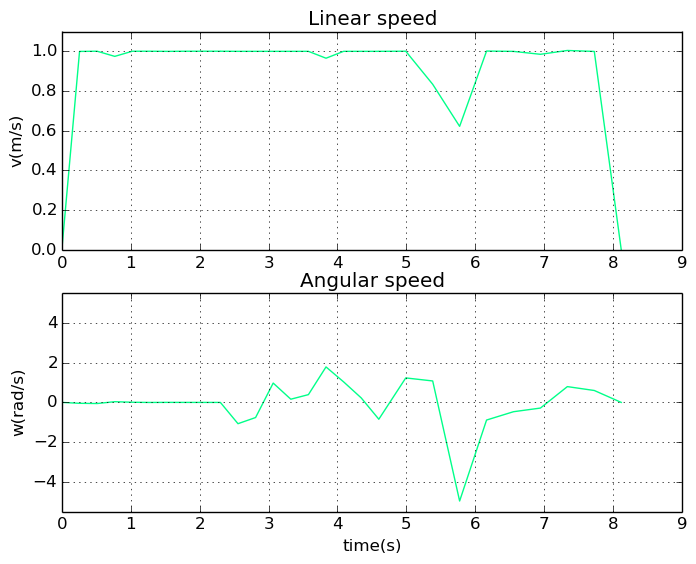 Linear speed
1.0
0.8
0.6
0.4
0.2
0.0
v(m/s)
0 1 2 3 4 5 6 7 8 9
Angular speed
4
2
0
−2
−4
w(rad/s)
0 1 2 3 4 5 6 7 8 9
time(s)